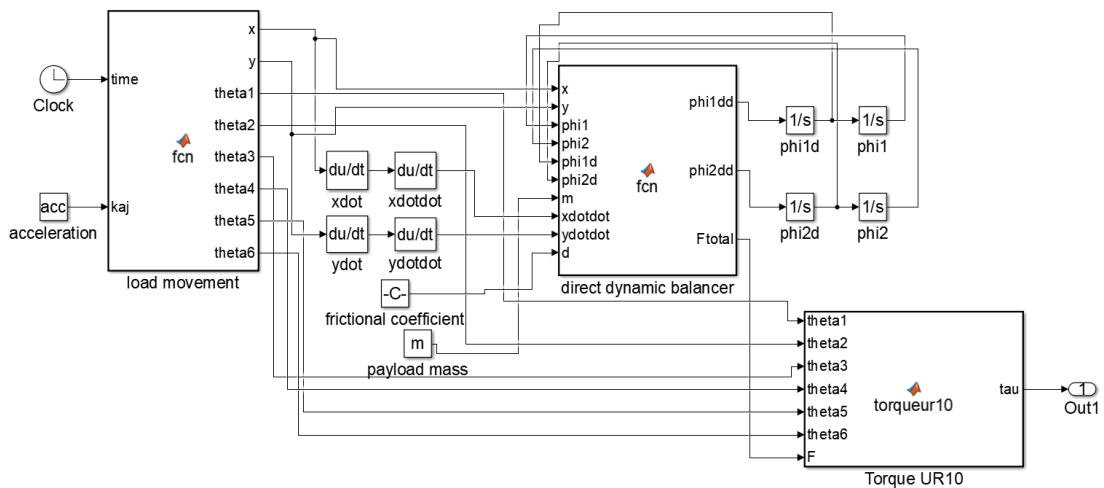 Clock
acc
acceleration
time
kaj
fcn
x
y
theta1
theta2
theta3
theta4
theta5
theta6
load movement
du/dt
xdot
du/dt
xdotdot
du/dt
ydot
du/dt
ydotdot
-C-
frictional coefficient
m
payload mass
x
y
phi1
phi2
phi1d
phi2d
m
xdotdot
ydotdot
d
fcn
phi1dd
phi2dd
Ftotal
direct dynamic balancer
1/s
phi1d
1/s
phi1
1/s
phi2d
1/s
phi2
theta1
theta2
theta3
theta4
theta5
theta6
F
torqueur10
tau
Torque UR10
1
Out1